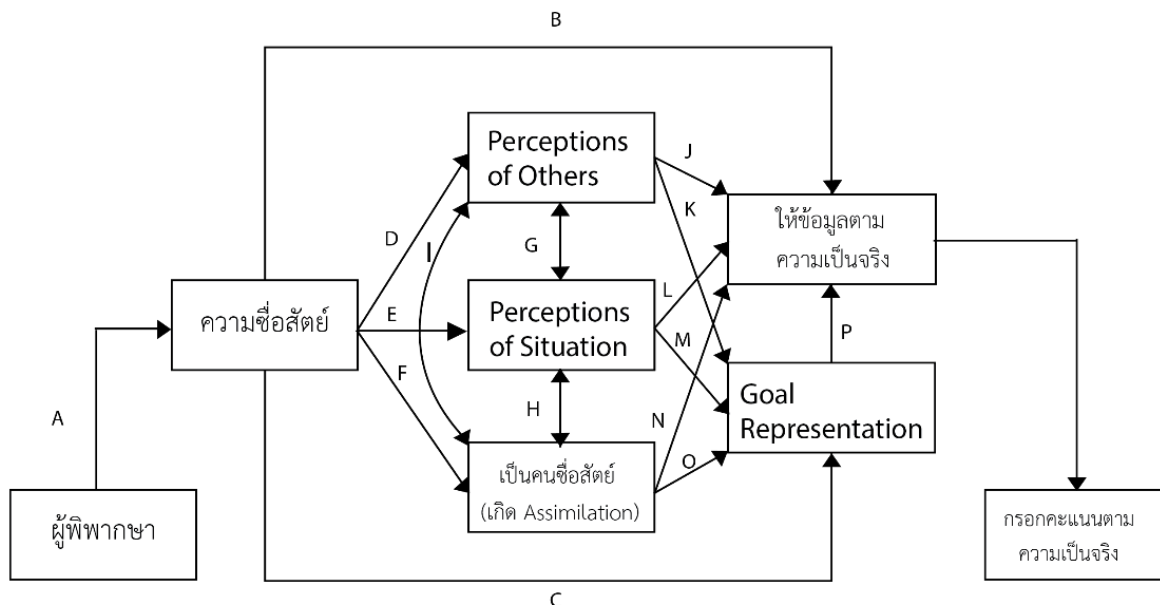 B
Perceptions
of Others
J
K
ให้ข้อมูลตาม
ความเป็นจริง
D
I
G
ความซื่อสัตย์
E
Perceptions
of Situation
L
M
P
F
A
H
N
Goal
Representation
O
เป็นคนซื่อสัตย์
(เกิด Assimilation)
ผู้พิพากษา
กรอกคะแนนตาม
ความเป็นจริง
C